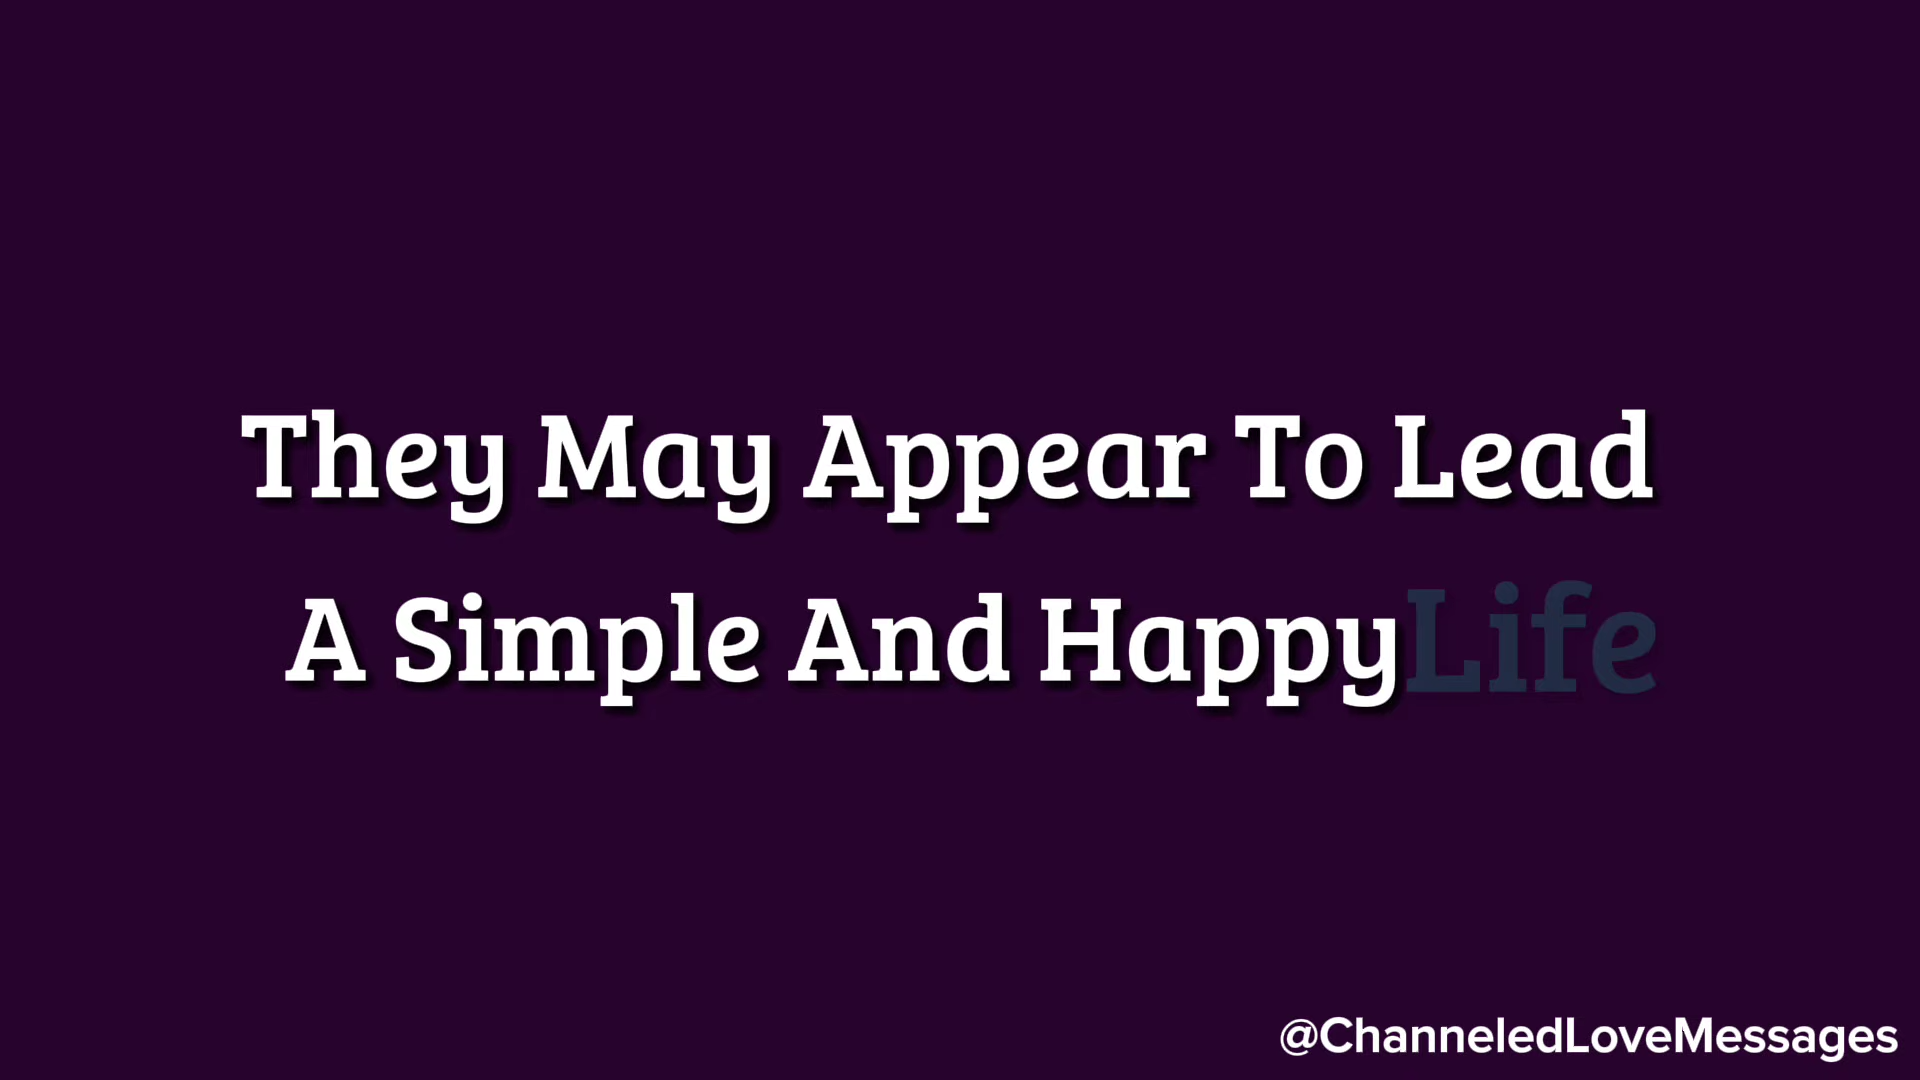 They May Appear To Lead
A Simple And Happy Life
@ChanneledLoveMessages